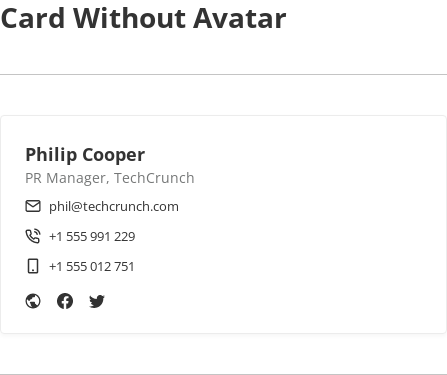 Card Without Avatar
Philip Cooper
PR Manager, TechCrunch
phil@techcrunch.com
+1 555 991 229
+1 555 012 751